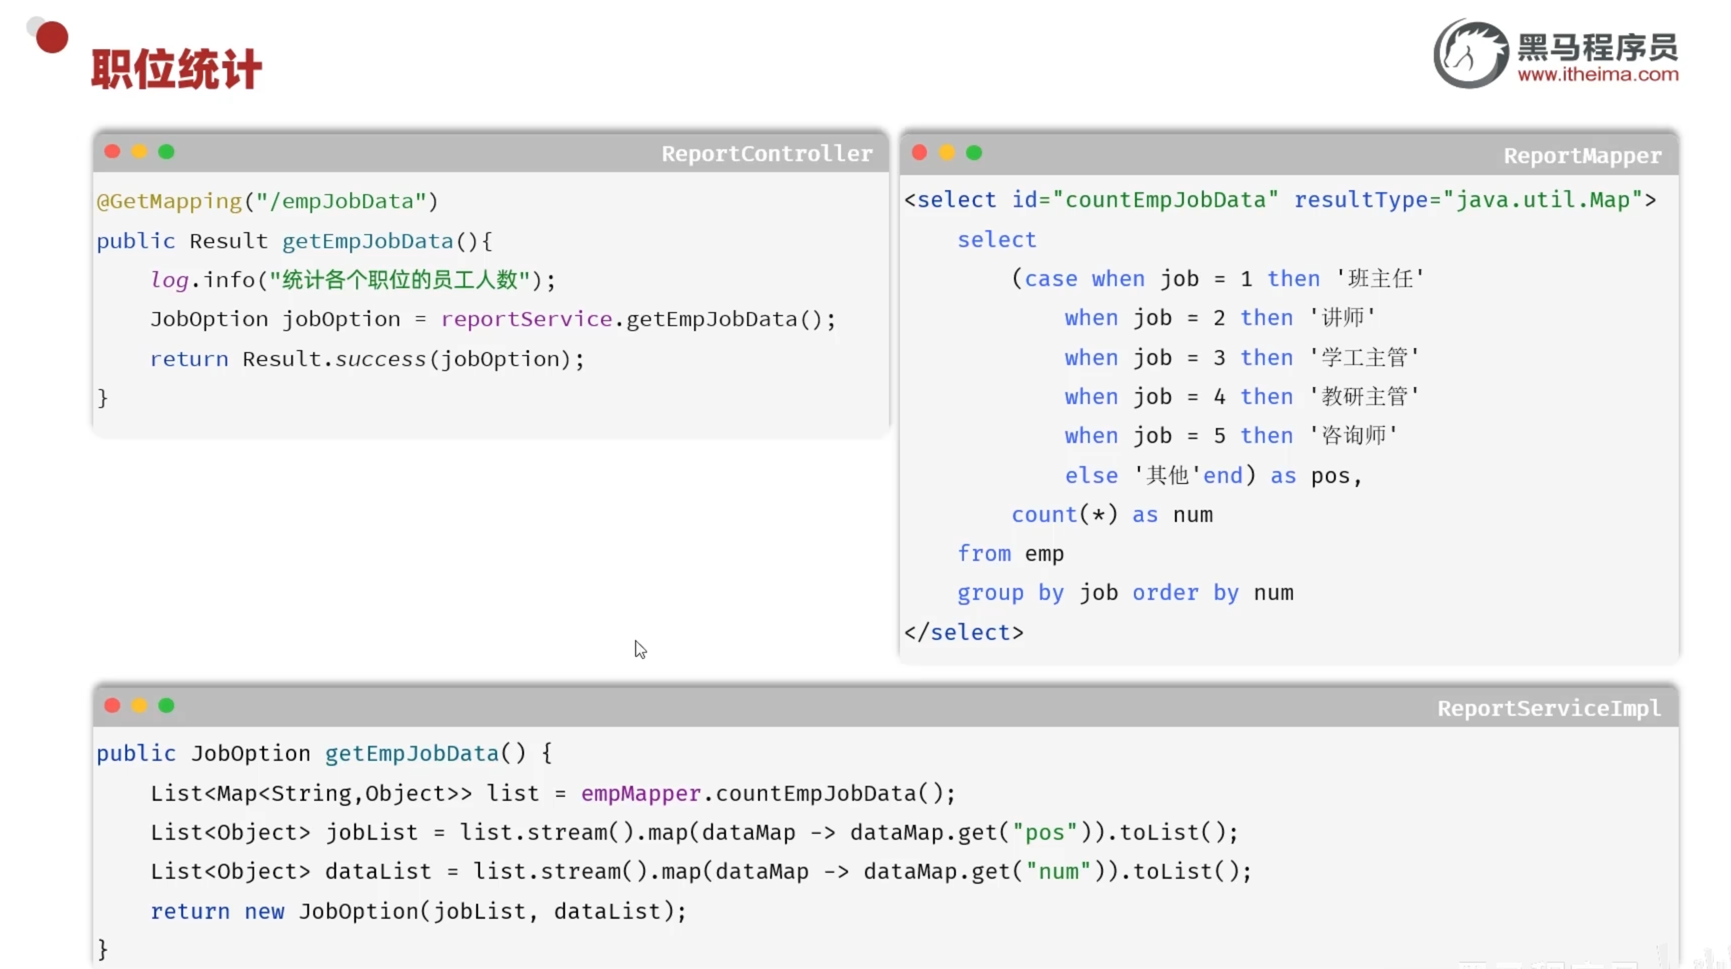 职位统计
黑马程序员
www.itheima.com
ReportController
@GetMapping("/empJobData")
public Result getEmpJobData(){
    log.info("统计各个职位的员工人数");
    JobOption jobOption = reportService.getEmpJobData();
    return Result.success(jobOption);
}
ReportMapper
<select id="countEmpJobData" resultType="java.util.Map">
    select
        (case when job = 1 then '班主任'
            when job = 2 then '讲师'
            when job = 3 then '学工主管'
            when job = 4 then '教研主管'
            when job = 5 then '咨询师'
            else '其他'end) as pos,
        count(*) as num
    from emp
    group by job order by num
</select>
ReportServiceImpl
public JobOption getEmpJobData() {
    List<Map<String,Object>> list = empMapper.countEmpJobData();
    List<Object> jobList = list.stream().map(dataMap -> dataMap.get("pos")).toList();
    List<Object> dataList = list.stream().map(dataMap -> dataMap.get("num")).toList();
    return new JobOption(jobList, dataList);
}